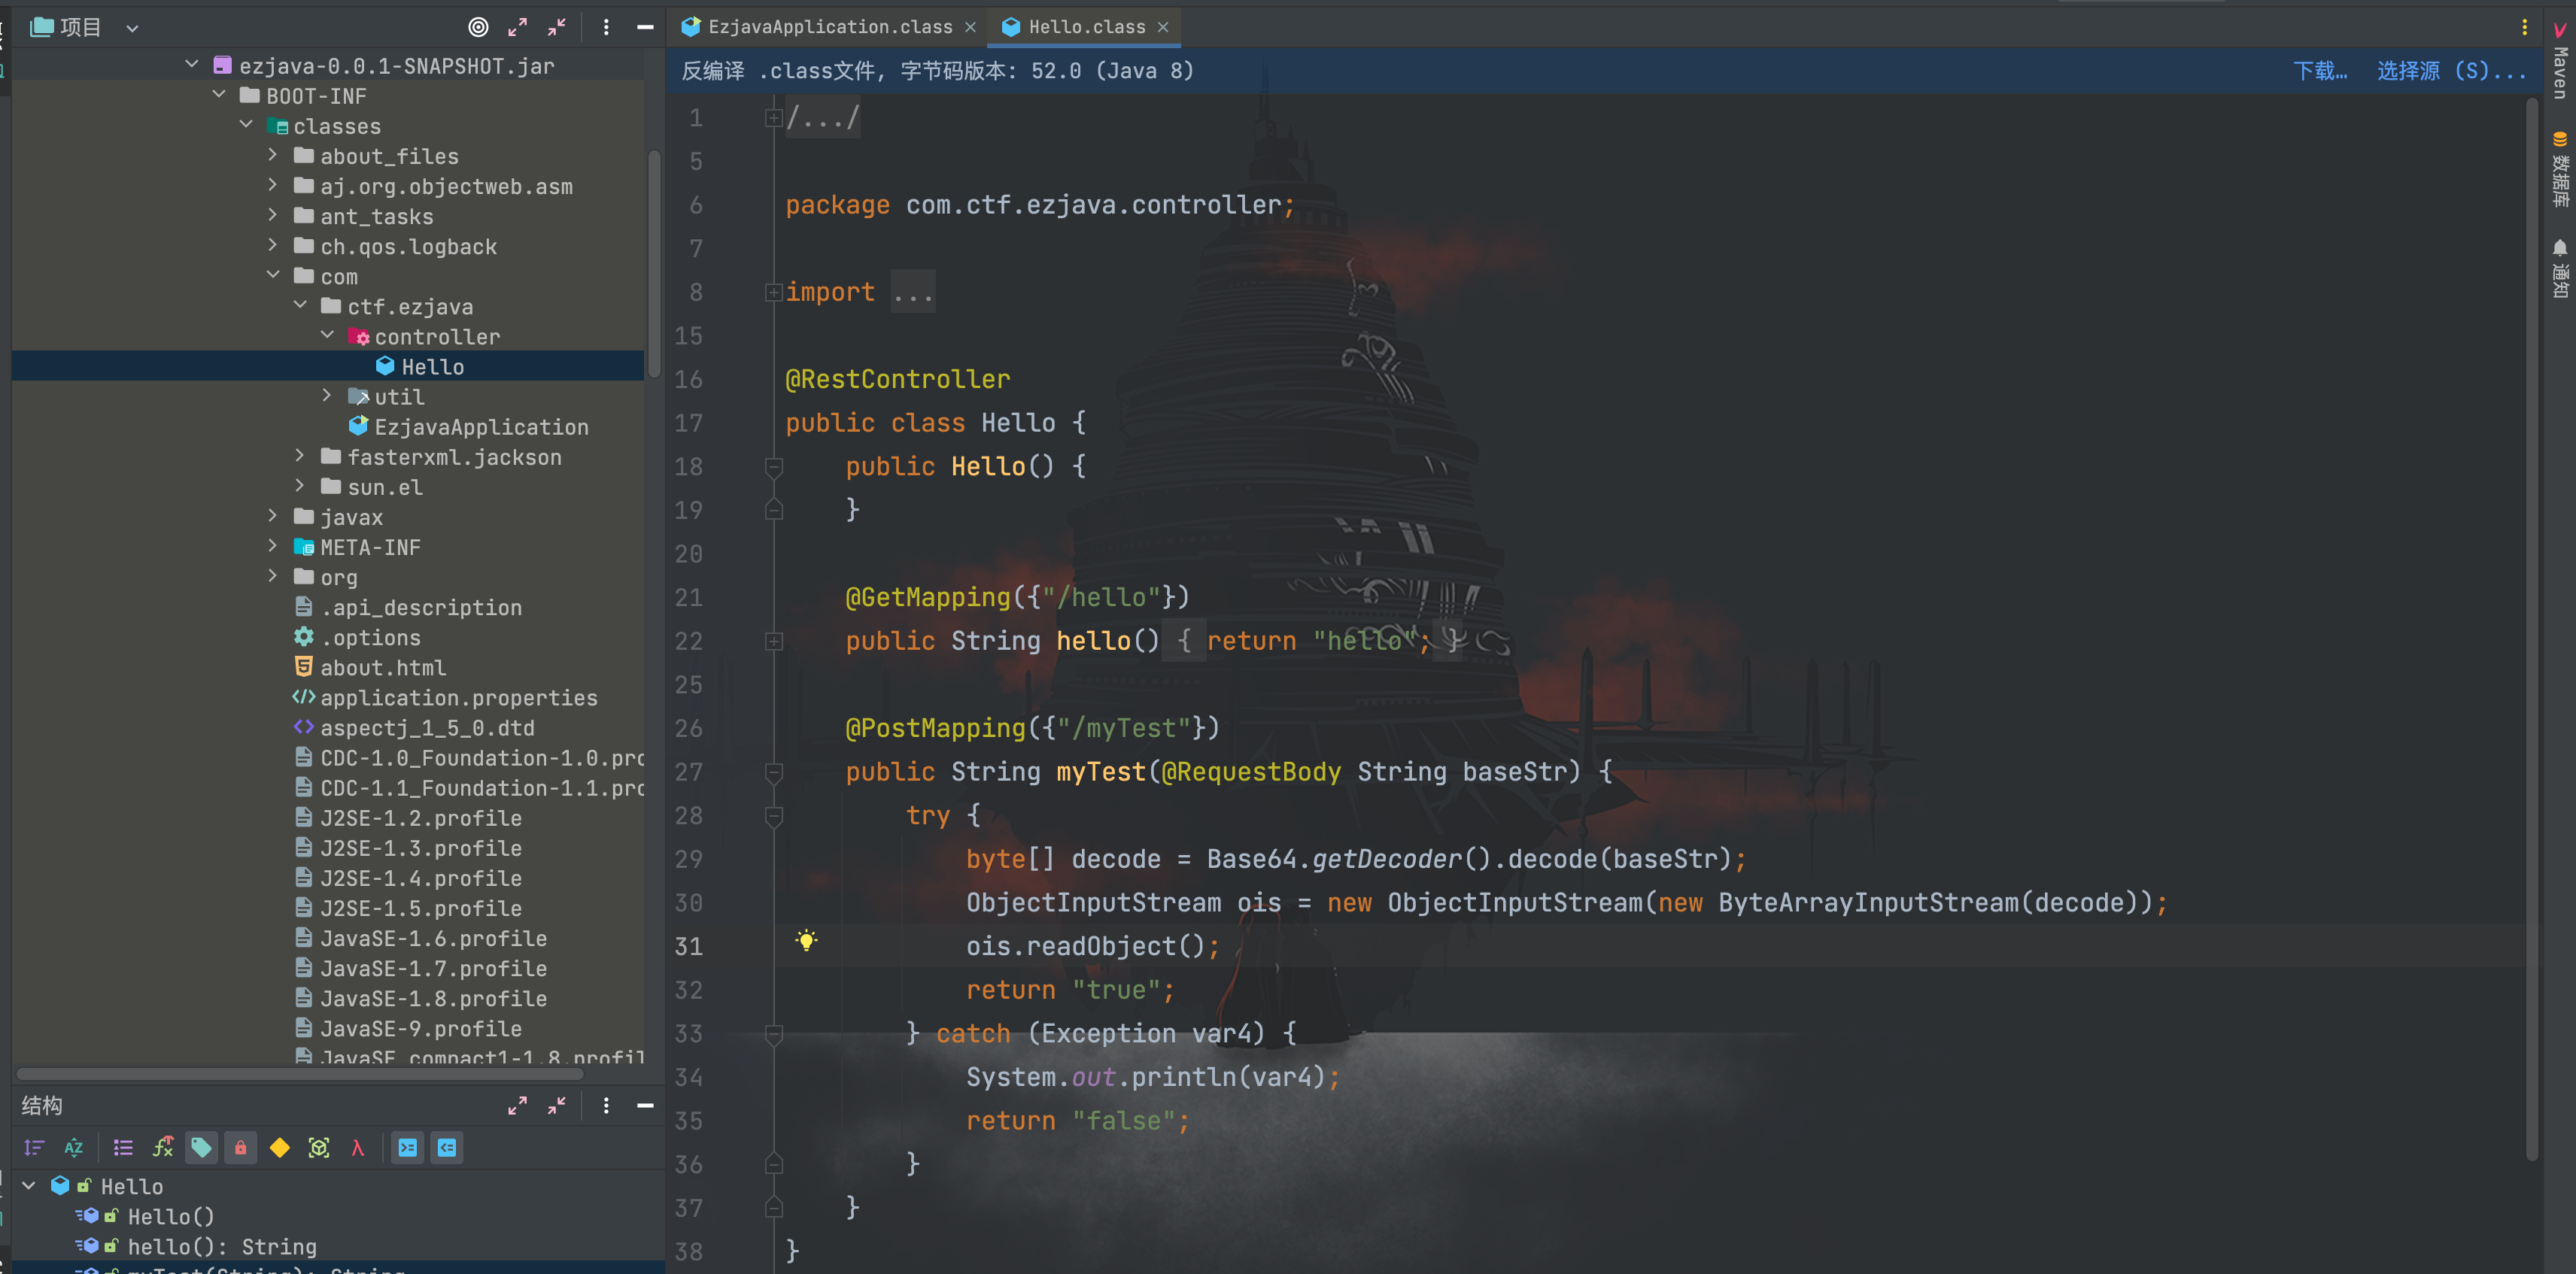 项目
ezjava-0.0.1-SNAPSHOT.jar
BOOT-INF
classes
about_files
aj.org.objectweb.asm
ant_tasks
ch.qos.logback
com
ctf.ezjava
controller
Hello
util
EzjavaApplication
fasterxml.jackson
sun.el
javax
META-INF
org
.api_description
.options
about.html
application.properties
aspectj_1_5_0.dtd
CDC-1.0_Foundation-1.0.pro
CDC-1.1_Foundation-1.1.pro
J2SE-1.2.profile
J2SE-1.3.profile
J2SE-1.4.profile
J2SE-1.5.profile
JavaSE-1.6.profile
JavaSE-1.7.profile
JavaSE-1.8.profile
JavaSE-9.profile
JavaSE_compact1-1.8.profil
结构
Hello
Hello()
hello(): String
myTest(String): String
EzjavaApplication.class
Hello.class
反编译 .class文件, 字节码版本: 52.0 (Java 8)
下载…
选择源 (S)...
1 /.../
5
6 package com.ctf.ezjava.controller;
7
8 import ...
15
16 @RestController
17 public class Hello {
18 public Hello() {
19 }
20
21 @GetMapping({"/hello"})
22 public String hello() { return "hello"; }
25
26 @PostMapping({"/myTest"})
27 public String myTest(@RequestBody String baseStr) {
28 try {
29 byte[] decode = Base64.getDecoder().decode(baseStr);
30 ObjectInputStream ois = new ObjectInputStream(new ByteArrayInputStream(decode));
31 ois.readObject();
32 return "true";
33 } catch (Exception var4) {
34 System.out.println(var4);
35 return "false";
36 }
37 }
38 }
Maven
数据库
通知